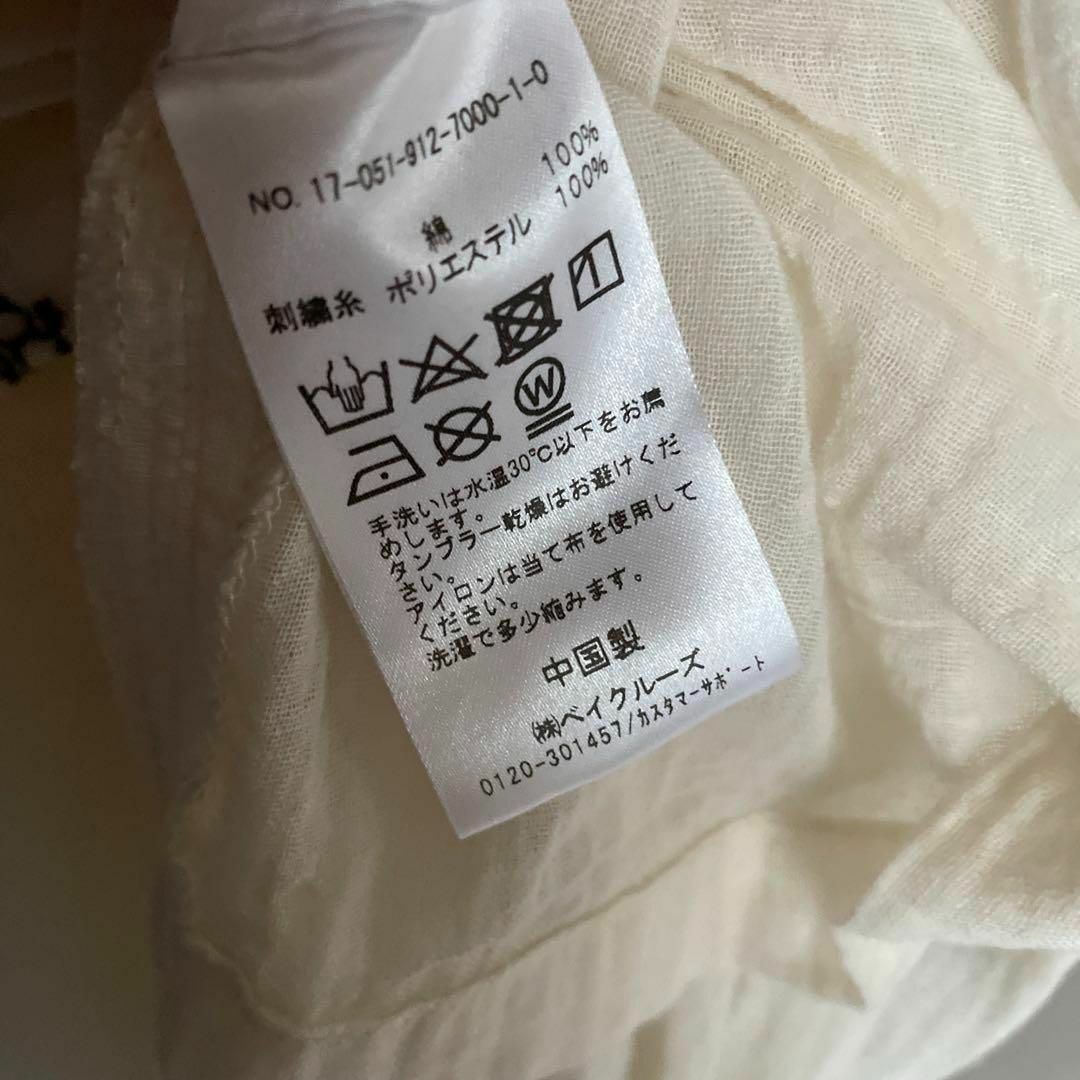 NO. 17-051-912-7000-1-0
綿 100%
刺繍糸 ポリエステル 100%
W
手洗いは水温30℃以下をお薦
めします。
タンブラー乾燥はお避けくだ
さい。
アイロンは当て布を使用して
ください。
洗濯で多少縮みます。
中国製
㈱ベイクルーズ
0120-301457/カスタマーサポート